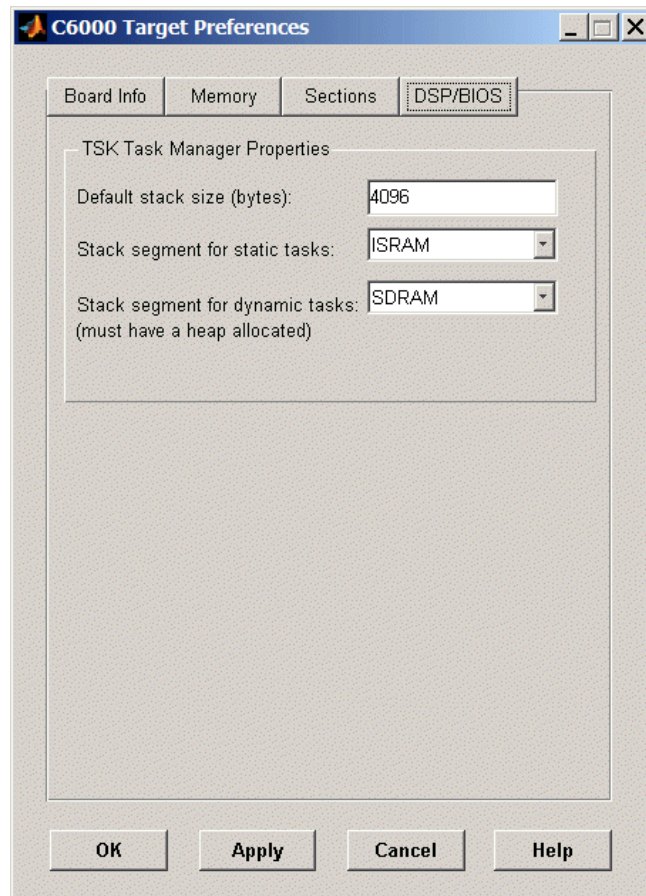 C6000 Target Preferences
Board Info Memory Sections DSP/BIOS
TSK Task Manager Properties
Default stack size (bytes): 4096
Stack segment for static tasks: ISRAM
Stack segment for dynamic tasks: SDRAM
(must have a heap allocated)
OK Apply Cancel Help